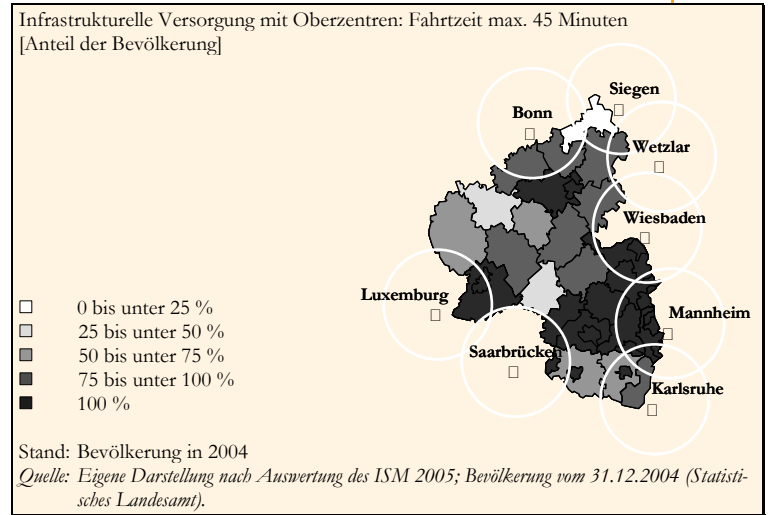 Infrastrukturelle Versorgung mit Oberzentren: Fahrtzeit max. 45 Minuten
[Anteil der Bevölkerung]
Siegen
Bonn
Wetzlar
Wiesbaden
Luxemburg
Mannheim
Saarbrücken
Karlsruhe
0 bis unter 25 %
25 bis unter 50 %
50 bis unter 75 %
75 bis unter 100 %
100 %
Stand: Bevölkerung in 2004
Quelle: Eigene Darstellung nach Auswertung des ISM 2005; Bevölkerung vom 31.12.2004 (Statisti-
sches Landesamt).